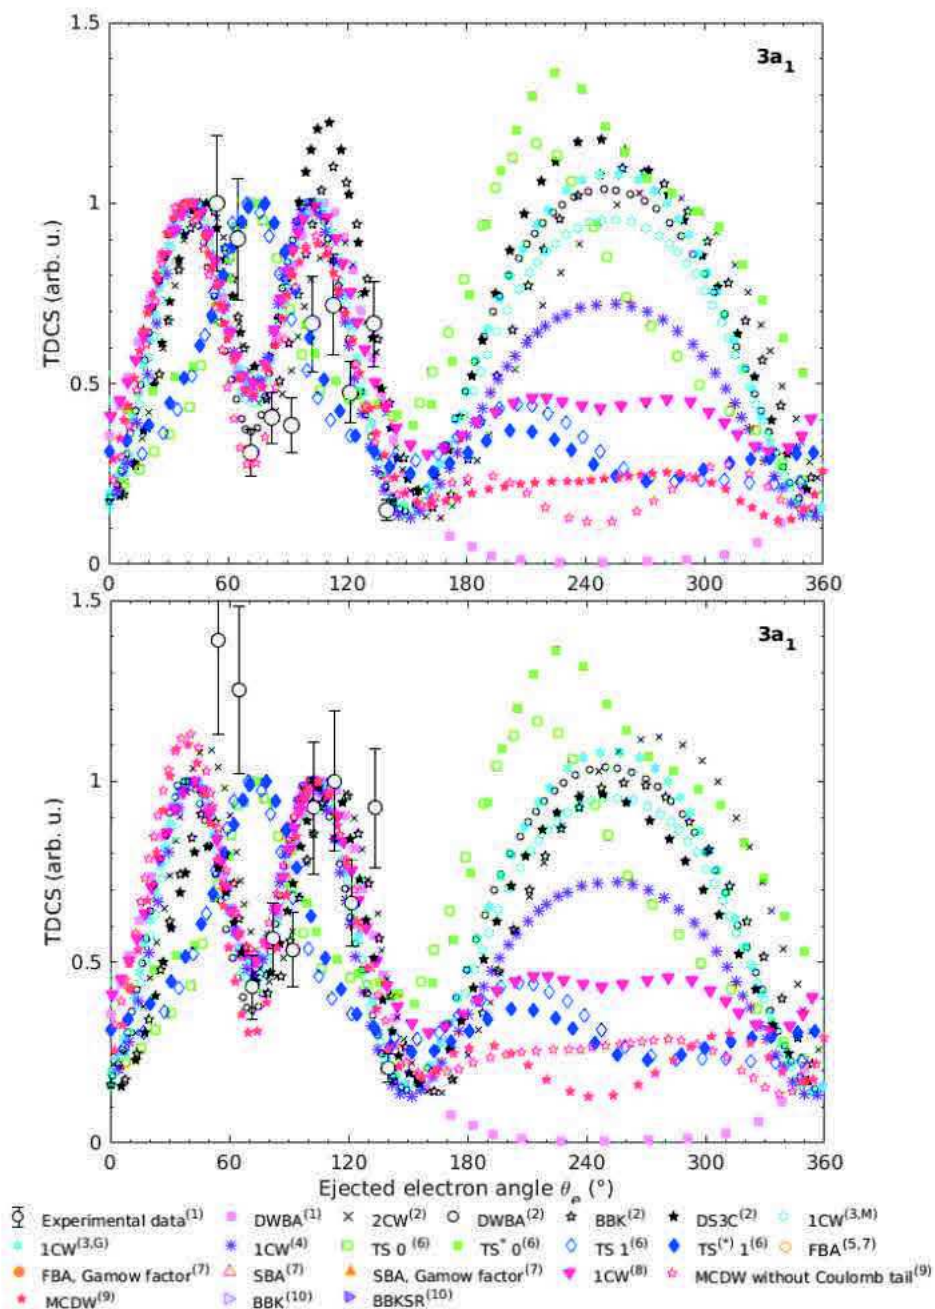 1.5
3a1
1
TDCS (arb. u.)
0.5
0
0 60 120 180 240 300 360
1.5
3a1
1
TDCS (arb. u.)
0.5
0
0 60 120 180 240 300 360
Ejected electron angle θe (°)
Experimental data(1) DWBA(1) 2CW(2) DWBA(2) BBK(2) DS3C(2) 1CW(3,M)
1CW(3,G) 1CW(4) TS 0(6) TS* 0(6) TS 1(6) TS(*) 1(6) FBA(5,7)
FBA, Gamow factor(7) SBA(7) SBA, Gamow factor(7) 1CW(8) MCDW without Coulomb tail(9)
MCDW(9) BBK(10) BBKSR(10)